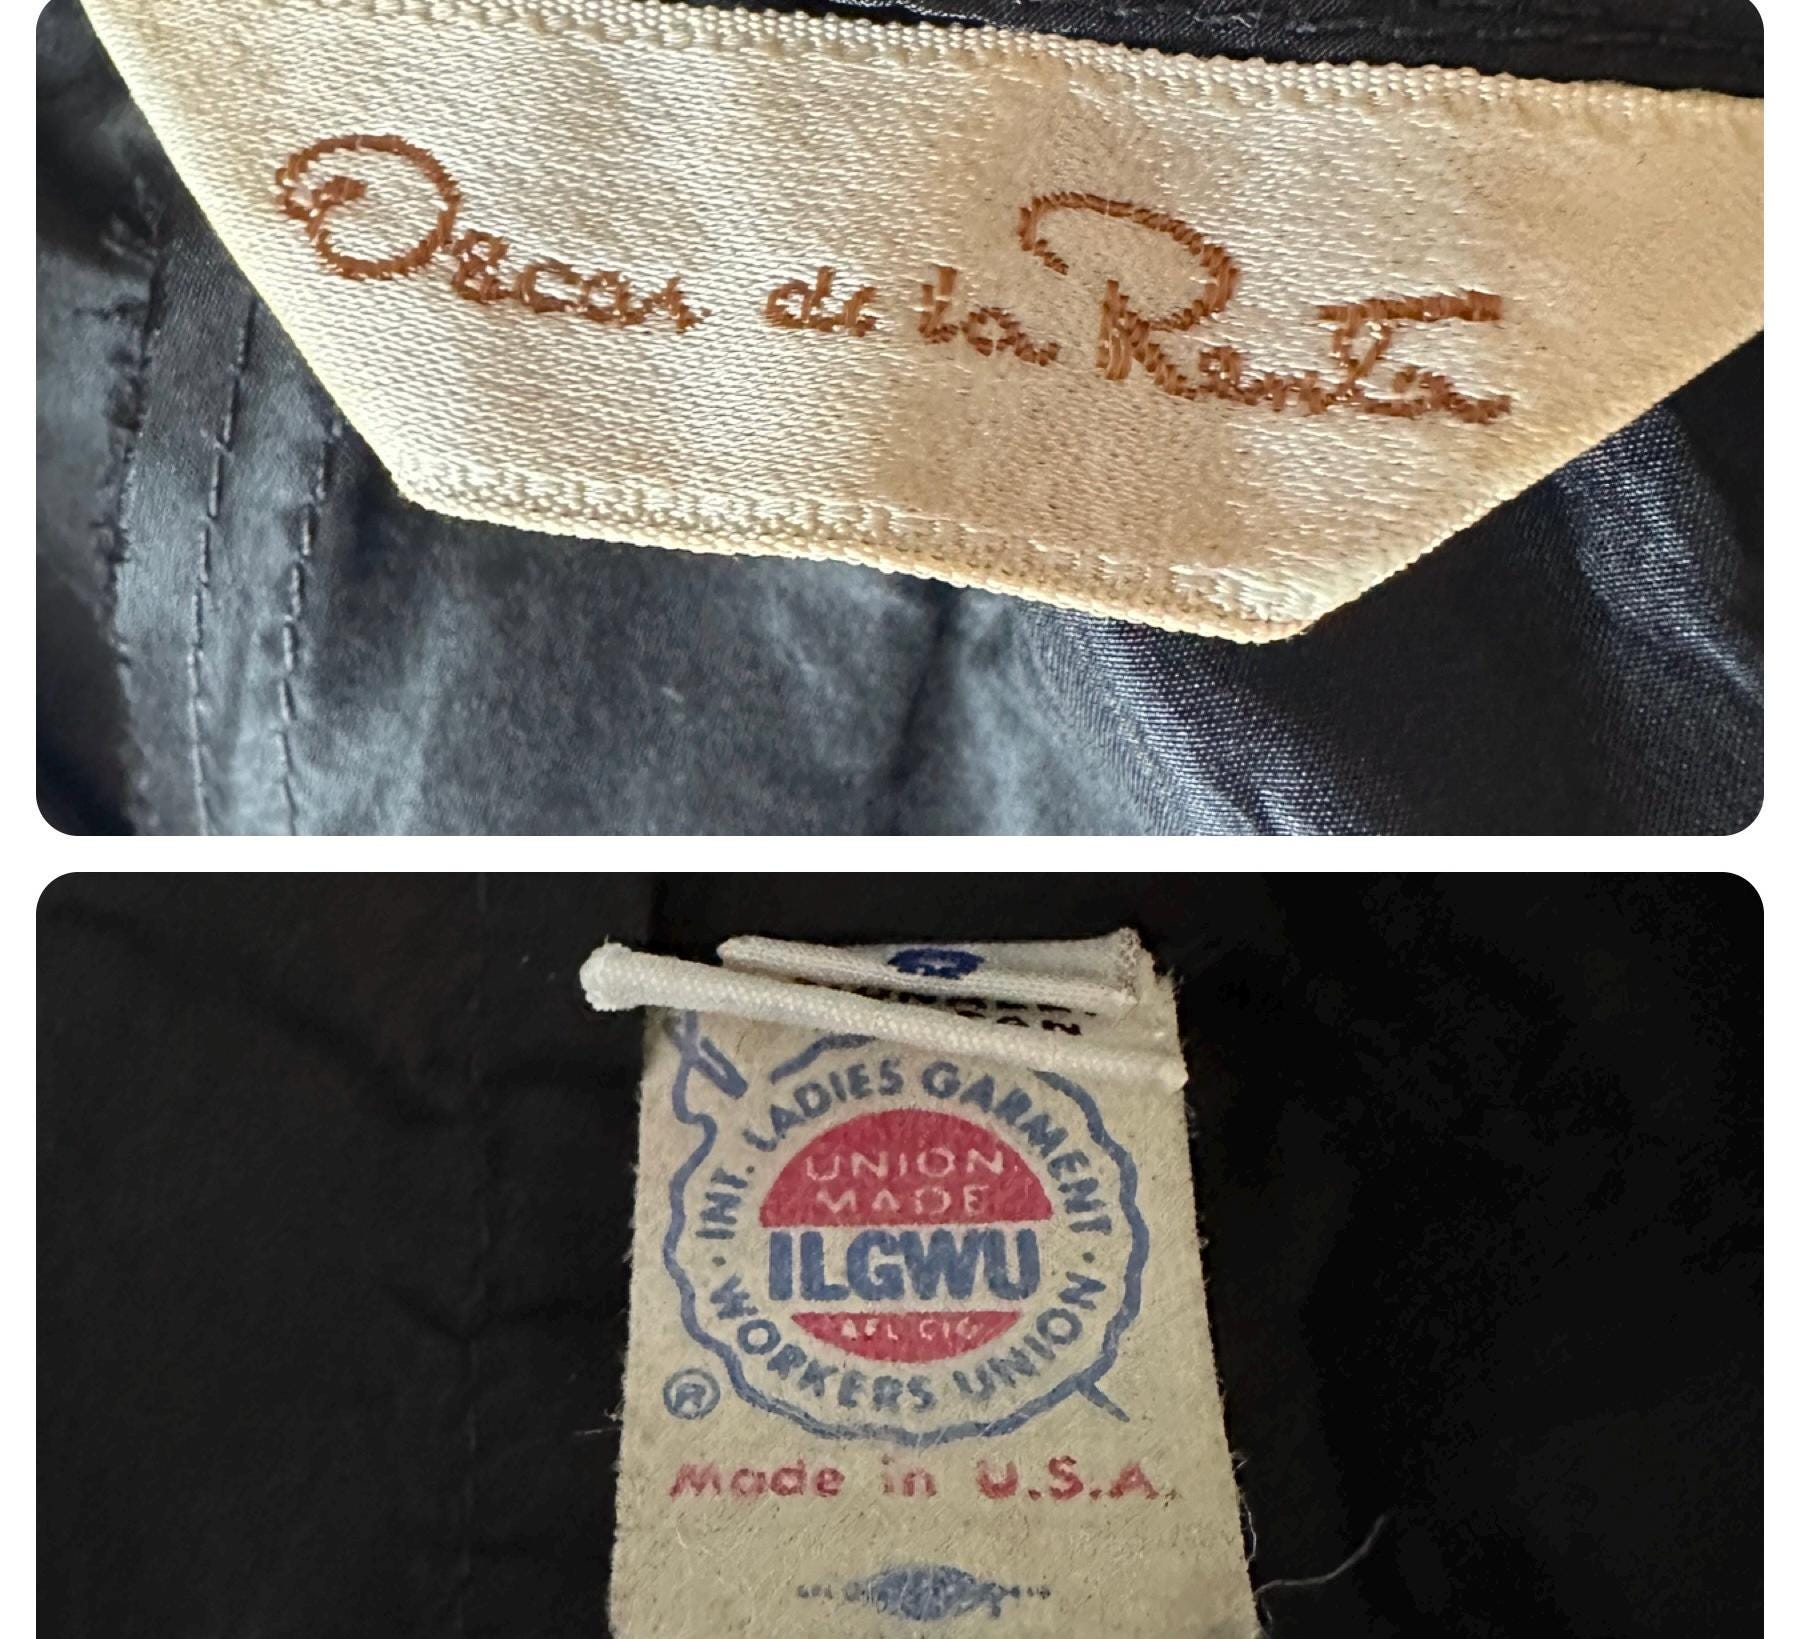 Oscar de la Renta
INT. LADIES GARMENT
UNION
MADE
ILGWU
AFL CIO
WORKERS UNION
®
Made in U.S.A.